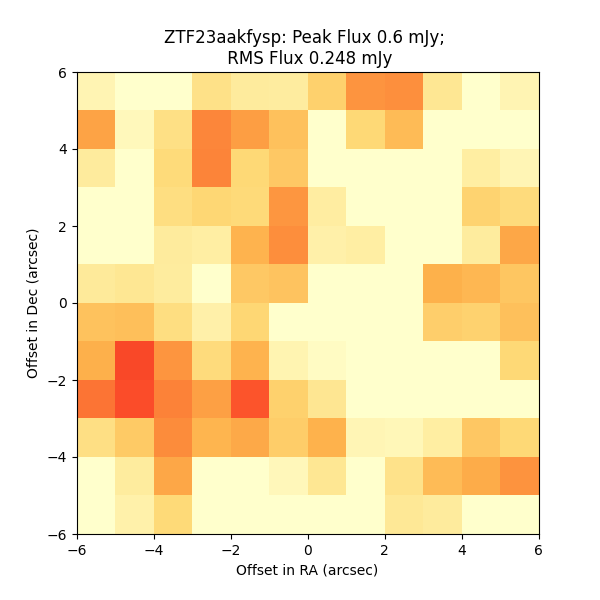 ZTF23aakfysp: Peak Flux 0.6 mJy;
RMS Flux 0.248 mJy
6
4
2
0
−2
−4
−6
Offset in Dec (arcsec)
−6 −4 −2 0 2 4 6
Offset in RA (arcsec)